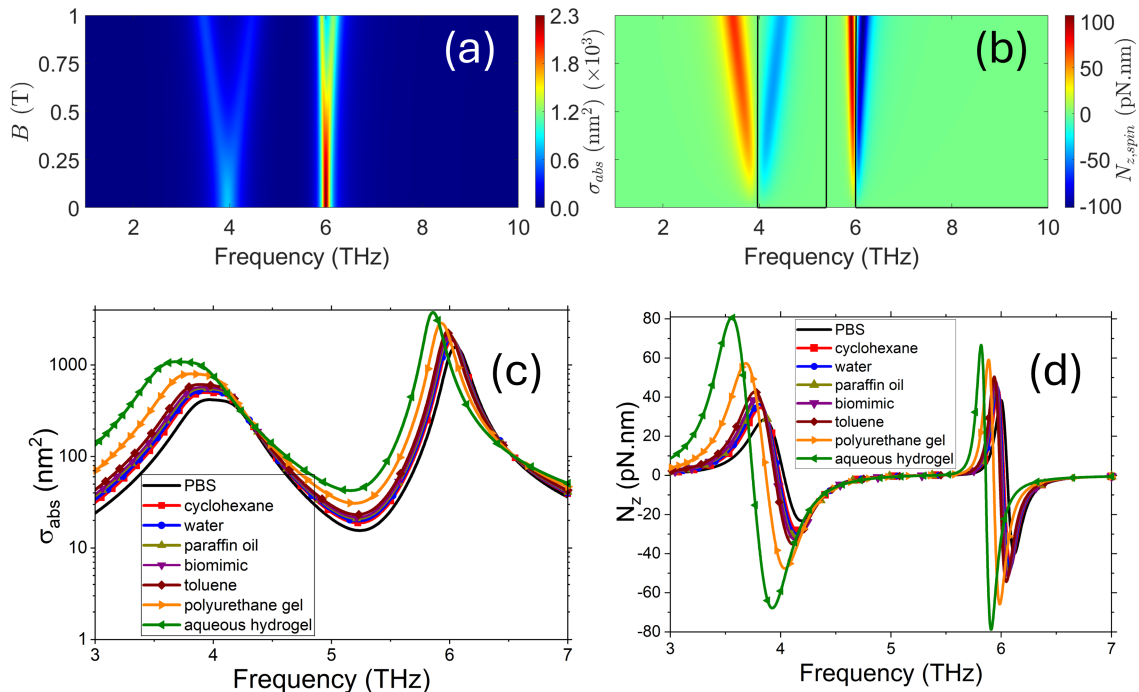 (a)
1
0.75
0.5
0.25
0
B (T)
2
4
6
8
10
Frequency (THz)
2.3
1.8
1.2
0.6
0.0
σabs (nm²) (×10³)
(b)
2
4
6
8
10
Frequency (THz)
100
50
0
-50
-100
Nz,spin (pN.nm)
(c)
1000
100
10
1
σabs (nm²)
PBS
cyclohexane
water
paraffin oil
biomimic
toluene
polyurethane gel
aqueous hydrogel
3
4
5
6
7
Frequency (THz)
(d)
80
60
40
20
0
-20
-40
-60
-80
Nz (pN.nm)
PBS
cyclohexane
water
paraffin oil
biomimic
toluene
polyurethane gel
aqueous hydrogel
3
4
5
6
7
Frequency (THz)